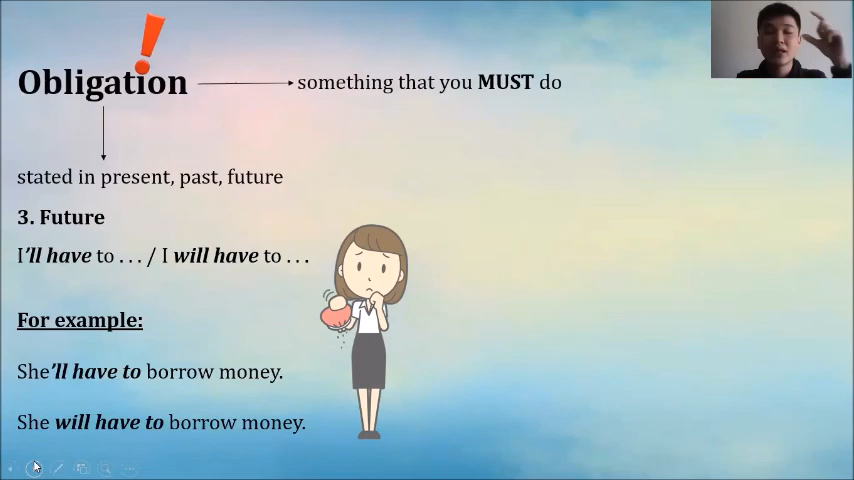 Obligation
something that you MUST do
stated in present, past, future
3. Future
I'll have to . . . / I will have to . . .
For example:
She'll have to borrow money.
She will have to borrow money.